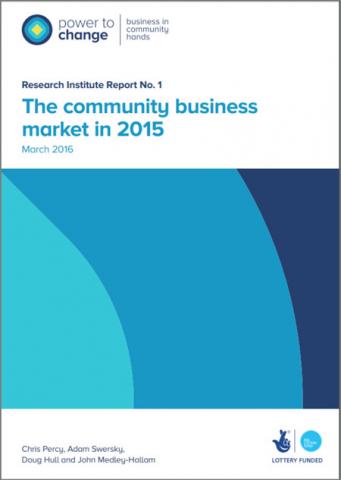 power to
change
business in
community
hands
Research Institute Report No. 1
The community business
market in 2015
March 2016
Chris Percy, Adam Swersky,
Doug Hull and John Medley-Hallam
LOTTERY FUNDED